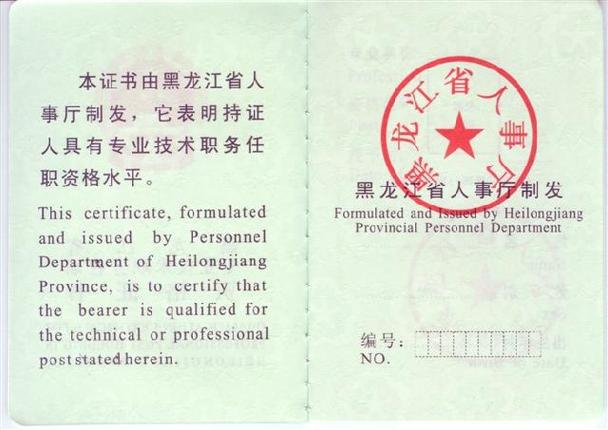 本证书由黑龙江省人
事厅制发，它表明持证
人具有专业技术职务任
职资格水平。
This certificate, formulated
and issued by Personnel
Department of Heilongjiang
Province, is to certify that
the bearer is qualified for
the technical or professional
post stated herein.
黑龙江省人事厅
黑龙江省人事厅制发
Formulated and Issued by Heilongjiang
Provincial Personnel Department
编号：
NO.